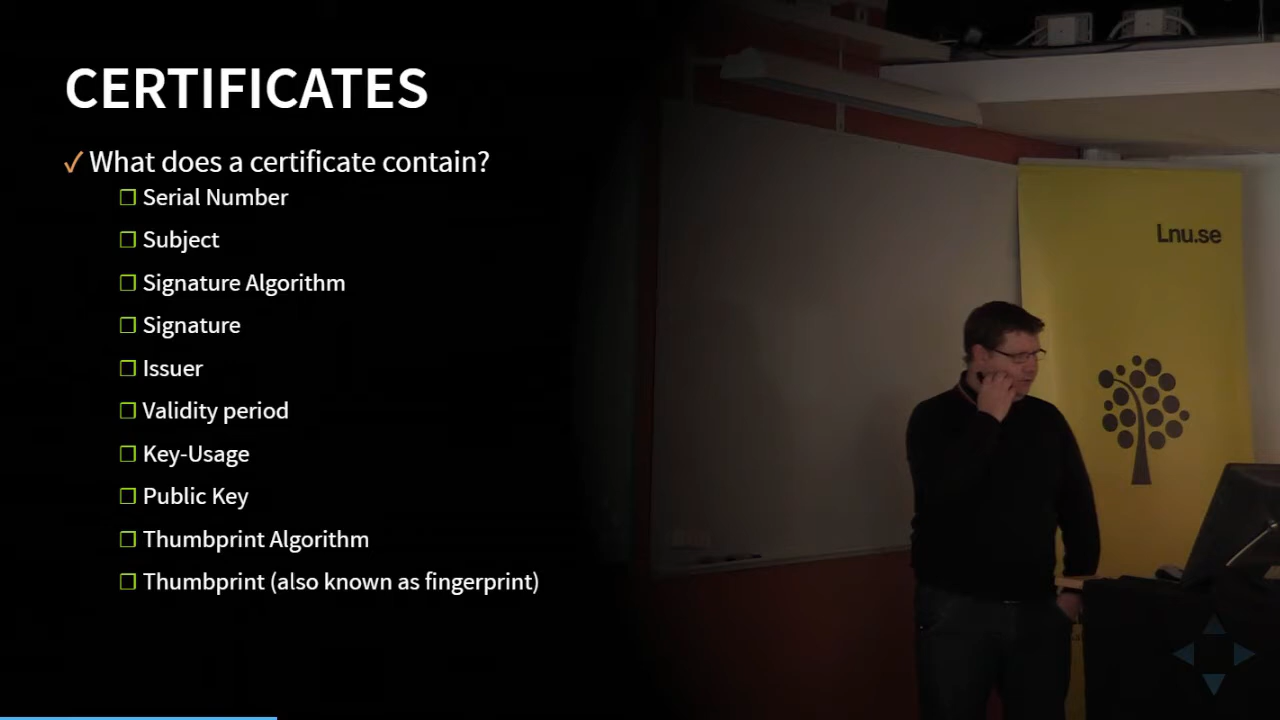 CERTIFICATES
✓ What does a certificate contain?
❐ Serial Number
❐ Subject
❐ Signature Algorithm
❐ Signature
❐ Issuer
❐ Validity period
❐ Key-Usage
❐ Public Key
❐ Thumbprint Algorithm
❐ Thumbprint (also known as fingerprint)
Lnu.se